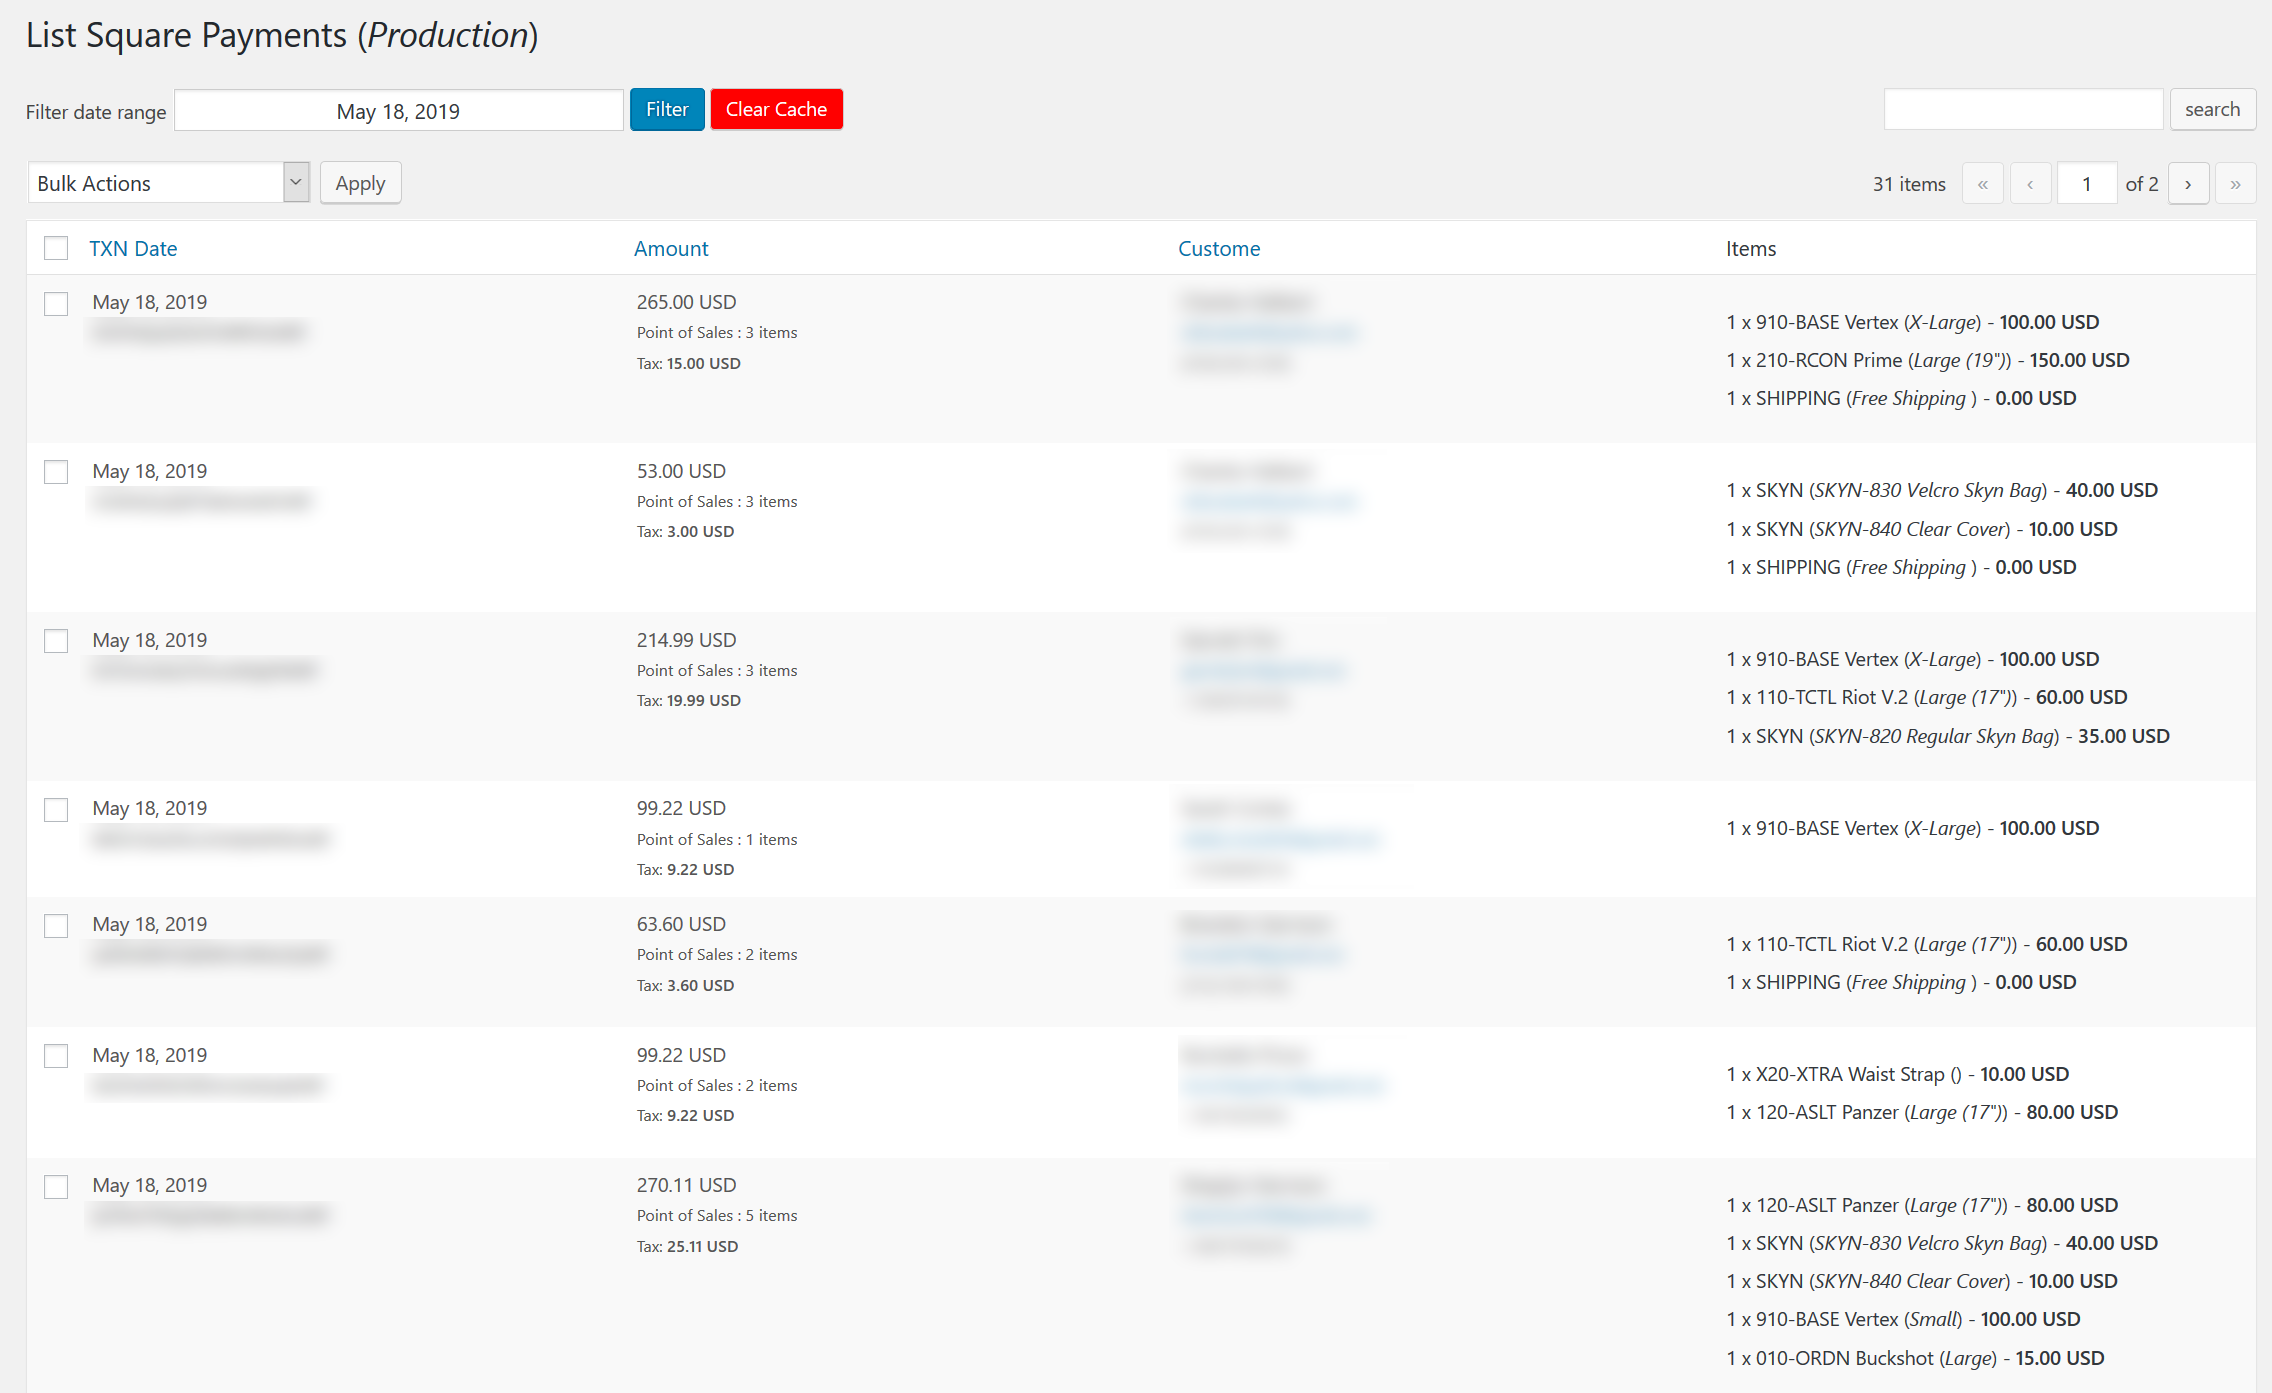 List Square Payments (Production)
Filter date range May 18, 2019 Filter Clear Cache search
Bulk Actions Apply 31 items « ‹ 1 of 2 › »
TXN Date Amount Custome Items
May 18, 2019 265.00 USD
Point of Sales : 3 items
Tax: 15.00 USD
1 x 910-BASE Vertex (X-Large) - 100.00 USD
1 x 210-RCON Prime (Large (19")) - 150.00 USD
1 x SHIPPING (Free Shipping ) - 0.00 USD
May 18, 2019 53.00 USD
Point of Sales : 3 items
Tax: 3.00 USD
1 x SKYN (SKYN-830 Velcro Skyn Bag) - 40.00 USD
1 x SKYN (SKYN-840 Clear Cover) - 10.00 USD
1 x SHIPPING (Free Shipping ) - 0.00 USD
May 18, 2019 214.99 USD
Point of Sales : 3 items
Tax: 19.99 USD
1 x 910-BASE Vertex (X-Large) - 100.00 USD
1 x 110-TCTL Riot V.2 (Large (17")) - 60.00 USD
1 x SKYN (SKYN-820 Regular Skyn Bag) - 35.00 USD
May 18, 2019 99.22 USD
Point of Sales : 1 items
Tax: 9.22 USD
1 x 910-BASE Vertex (X-Large) - 100.00 USD
May 18, 2019 63.60 USD
Point of Sales : 2 items
Tax: 3.60 USD
1 x 110-TCTL Riot V.2 (Large (17")) - 60.00 USD
1 x SHIPPING (Free Shipping ) - 0.00 USD
May 18, 2019 99.22 USD
Point of Sales : 2 items
Tax: 9.22 USD
1 x X20-XTRA Waist Strap () - 10.00 USD
1 x 120-ASLT Panzer (Large (17")) - 80.00 USD
May 18, 2019 270.11 USD
Point of Sales : 5 items
Tax: 25.11 USD
1 x 120-ASLT Panzer (Large (17")) - 80.00 USD
1 x SKYN (SKYN-830 Velcro Skyn Bag) - 40.00 USD
1 x SKYN (SKYN-840 Clear Cover) - 10.00 USD
1 x 910-BASE Vertex (Small) - 100.00 USD
1 x 010-ORDN Buckshot (Large) - 15.00 USD